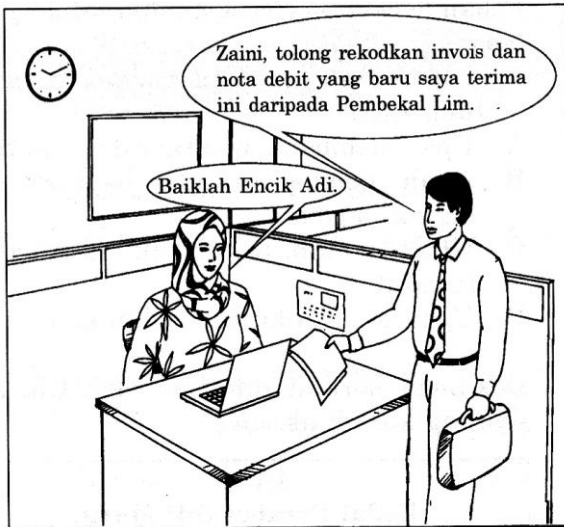 Zaini, tolong rekodkan invois dan
nota debit yang baru saya terima
ini daripada Pembekal Lim.
Baiklah Encik Adi.